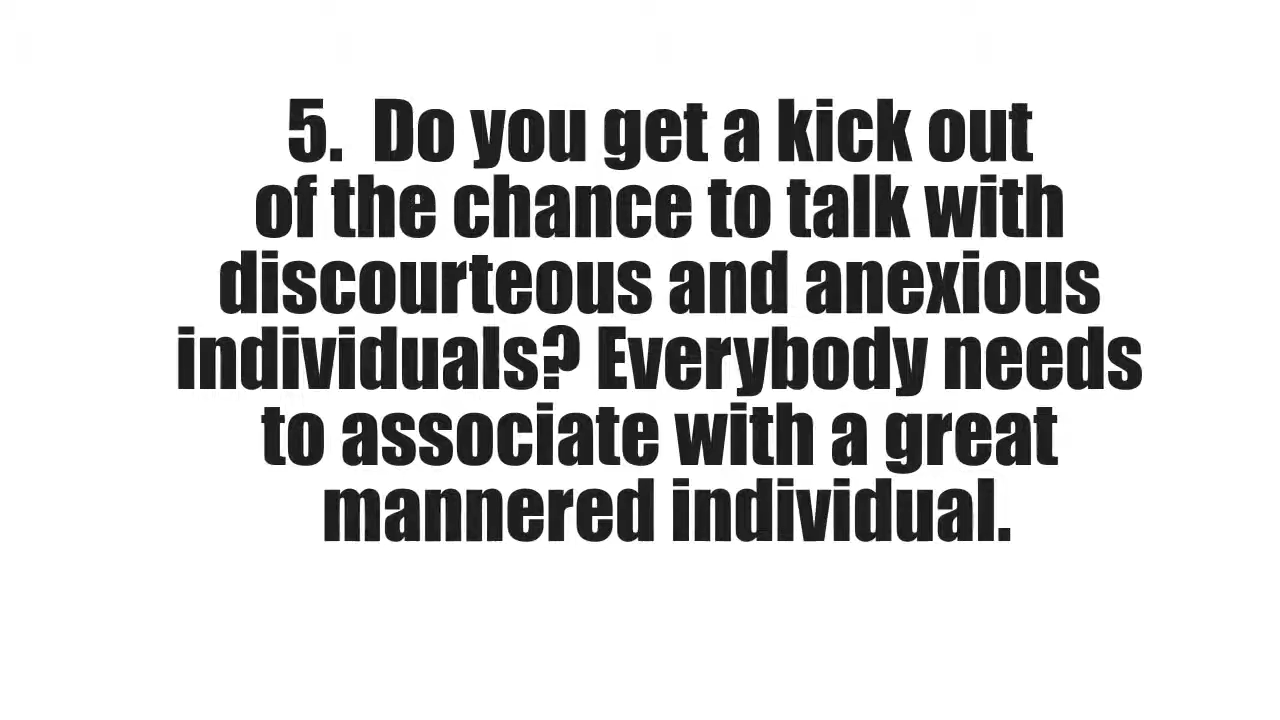 5.  Do you get a kick out
of the chance to talk with
discourteous and anexious
individuals? Everybody needs
to associate with a great
mannered individual.